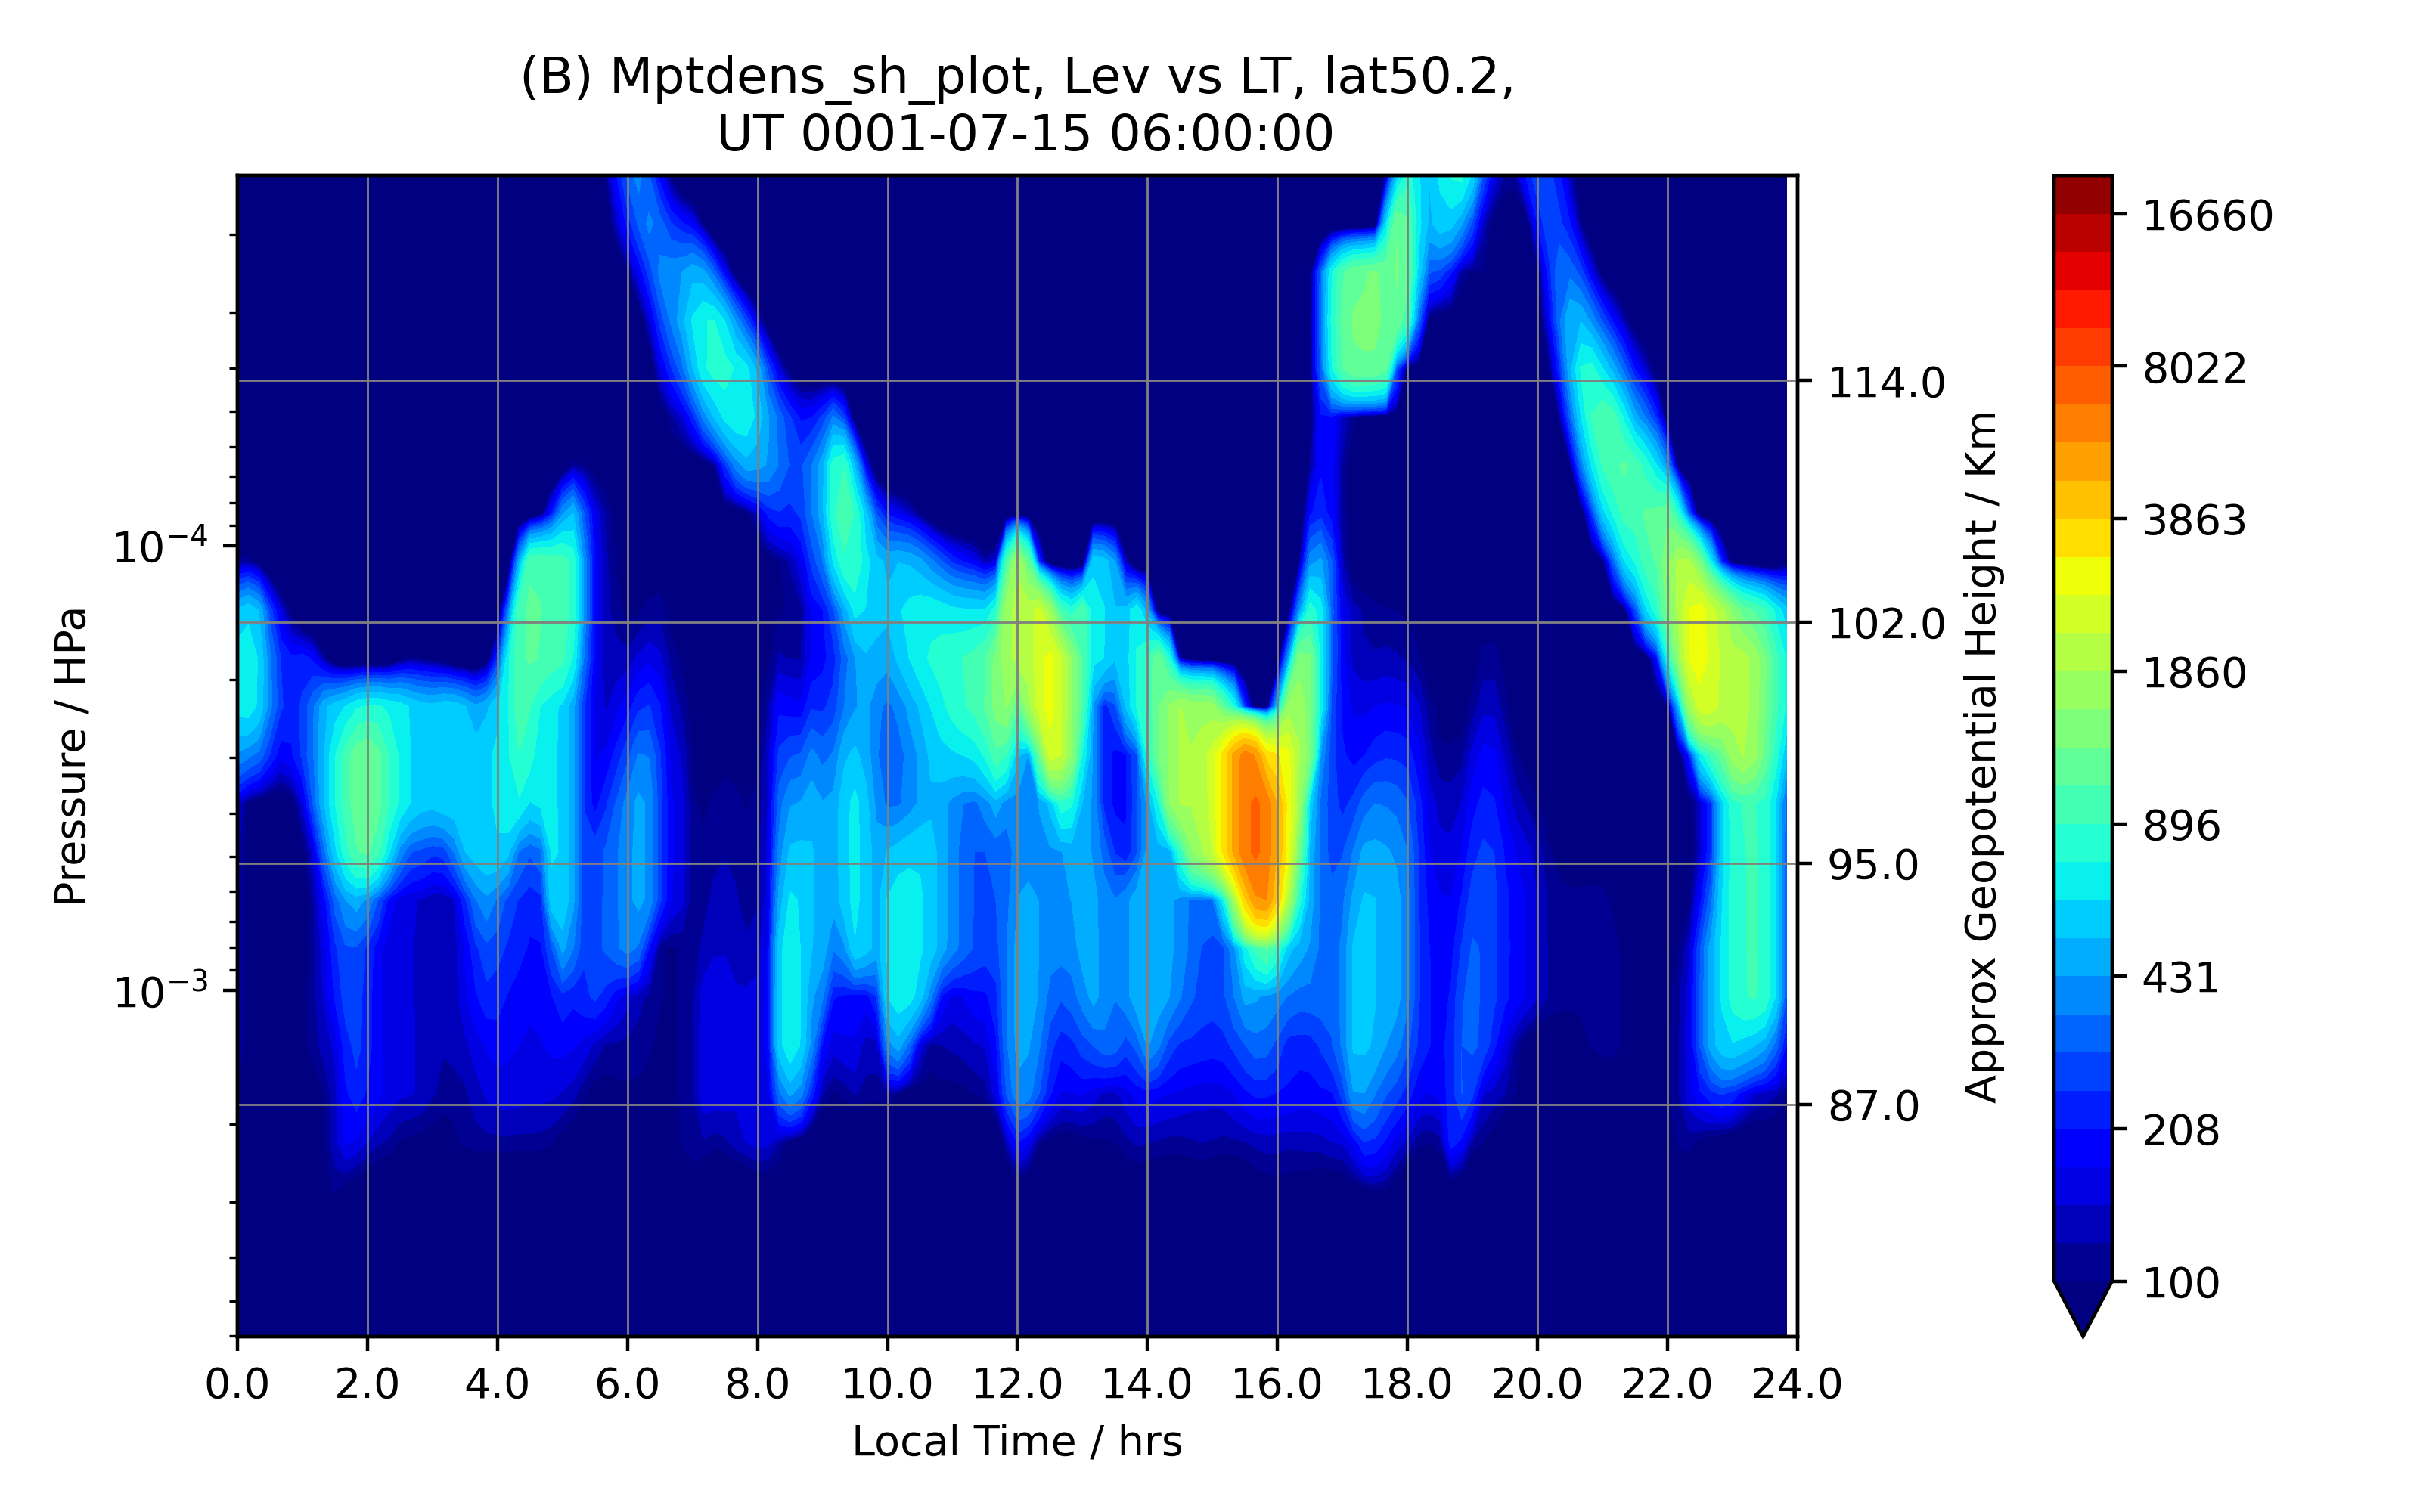 (B) Mptdens_sh_plot, Lev vs LT, lat50.2,
UT 0001-07-15 06:00:00
Pressure / HPa
10⁻⁴
10⁻³
0.0 2.0 4.0 6.0 8.0 10.0 12.0 14.0 16.0 18.0 20.0 22.0 24.0
Local Time / hrs
114.0
102.0
95.0
87.0
Approx Geopotential Height / Km
16660
8022
3863
1860
896
431
208
100